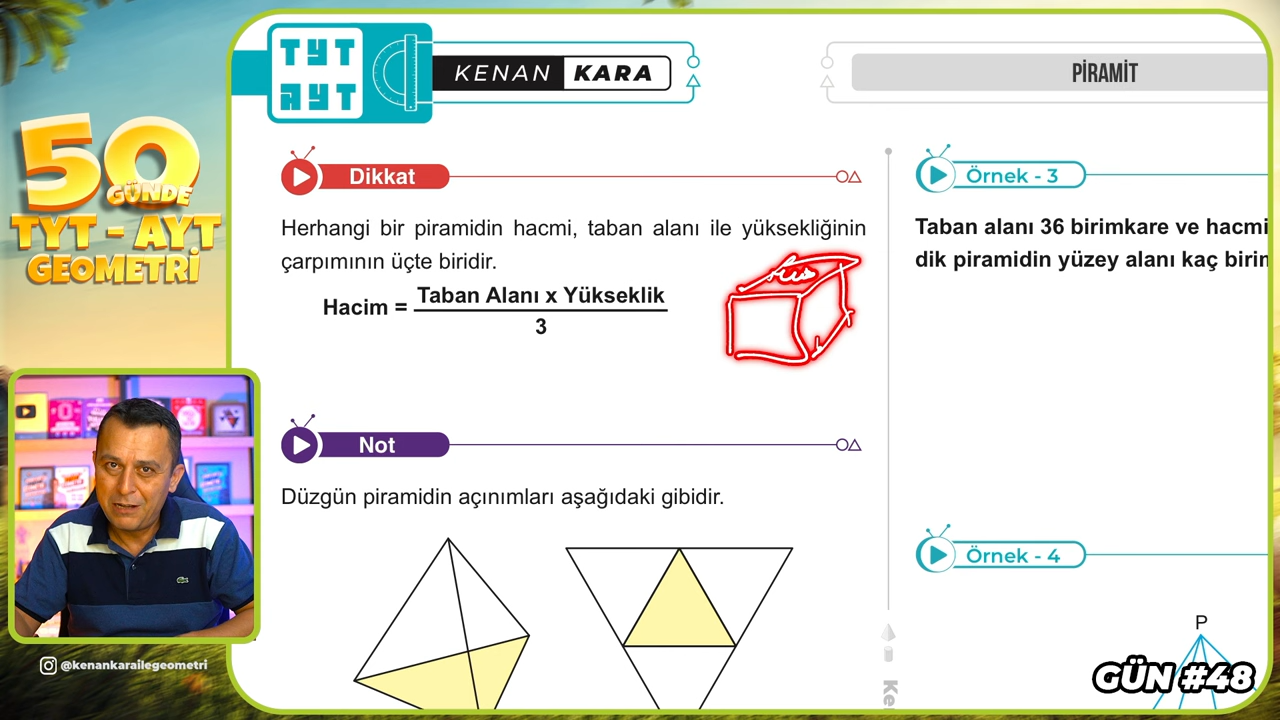 50
GÜNDE
TYT - AYT
GEOMETRİ
@kenankarailegeometri
TYT
AYT
KENAN KARA
PİRAMİT
Dikkat
Herhangi bir piramidin hacmi, taban alanı ile yüksekliğinin
çarpımının üçte biridir.
Hacim = Taban Alanı x Yükseklik
3
Not
Düzgün piramidin açınımları aşağıdaki gibidir.
Örnek - 3
Taban alanı 36 birimkare ve hacmi
dik piramidin yüzey alanı kaç birim
Örnek - 4
P
Ke
GÜN #48